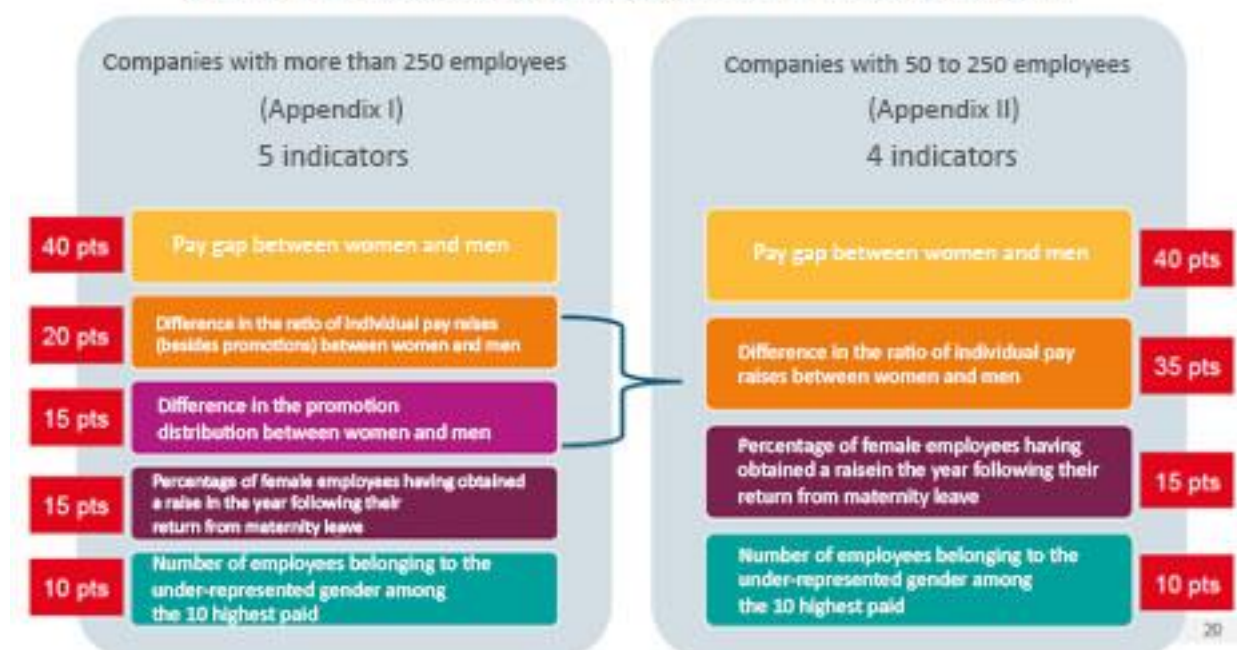 Companies with more than 250 employees
(Appendix I)
5 indicators
40 pts
Pay gap between women and men
20 pts
Difference in the ratio of individual pay raises
(besides promotions) between women and men
15 pts
Difference in the promotion
distribution between women and men
15 pts
Percentage of female employees having obtained
a raise in the year following their
return from maternity leave
10 pts
Number of employees belonging to the
under-represented gender among
the 10 highest paid
Companies with 50 to 250 employees
(Appendix II)
4 indicators
Pay gap between women and men
40 pts
Difference in the ratio of individual pay
raises between women and men
35 pts
Percentage of female employees having
obtained a raisein the year following their
return from maternity leave
15 pts
Number of employees belonging to the
under-represented gender among
the 10 highest paid
10 pts
20